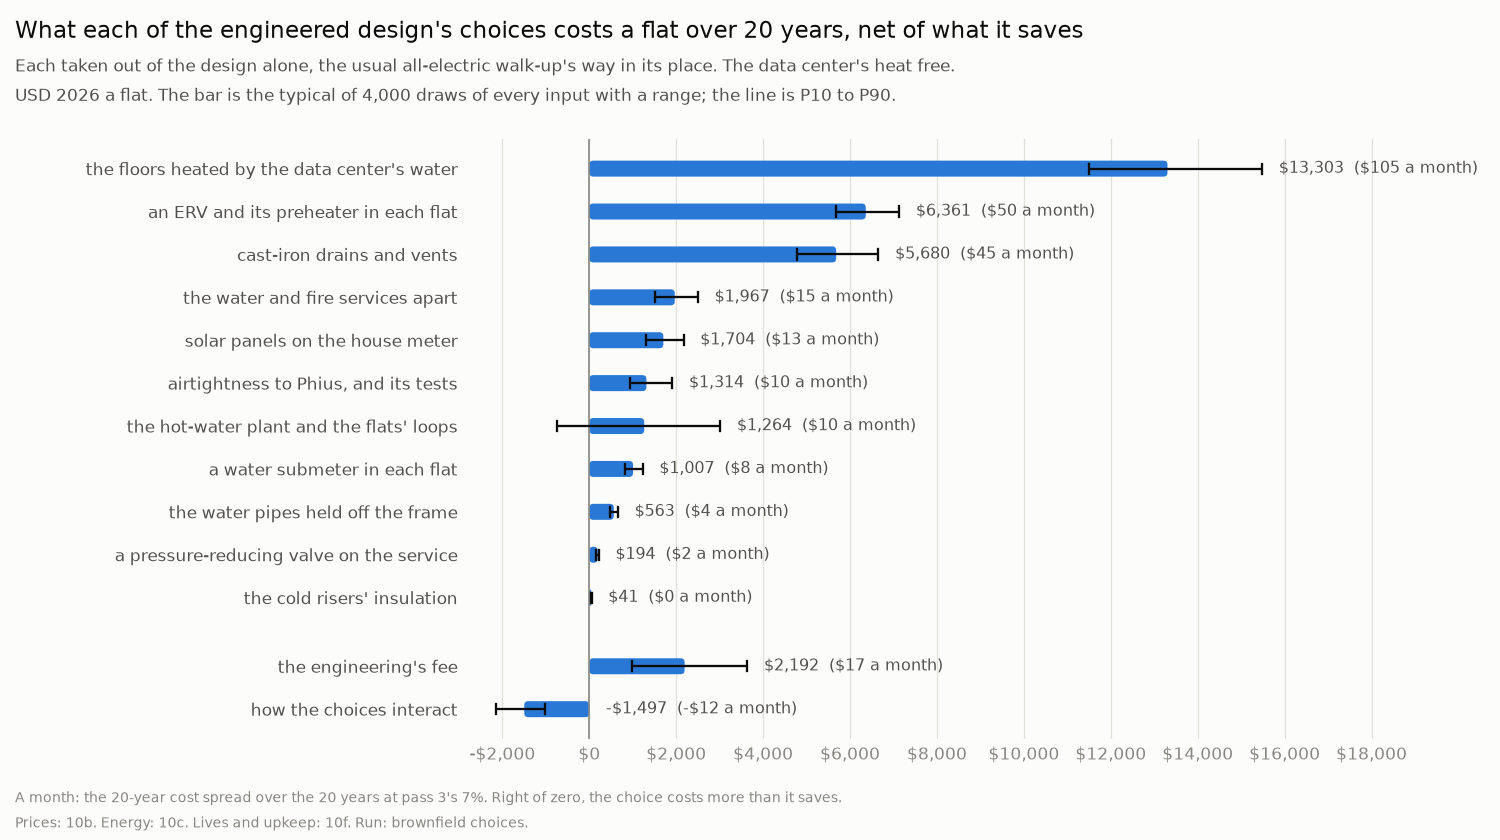 What each of the engineered design's choices costs a flat over 20 years, net of what it saves
Each taken out of the design alone, the usual all-electric walk-up's way in its place. The data center's heat free.
USD 2026 a flat. The bar is the typical of 4,000 draws of every input with a range; the line is P10 to P90.
the floors heated by the data center's water $13,303 ($105 a month)
an ERV and its preheater in each flat $6,361 ($50 a month)
cast-iron drains and vents $5,680 ($45 a month)
the water and fire services apart $1,967 ($15 a month)
solar panels on the house meter $1,704 ($13 a month)
airtightness to Phius, and its tests $1,314 ($10 a month)
the hot-water plant and the flats' loops $1,264 ($10 a month)
a water submeter in each flat $1,007 ($8 a month)
the water pipes held off the frame $563 ($4 a month)
a pressure-reducing valve on the service $194 ($2 a month)
the cold risers' insulation $41 ($0 a month)
the engineering's fee $2,192 ($17 a month)
how the choices interact -$1,497 (-$12 a month)
-$2,000 $0 $2,000 $4,000 $6,000 $8,000 $10,000 $12,000 $14,000 $16,000 $18,000
A month: the 20-year cost spread over the 20 years at pass 3's 7%. Right of zero, the choice costs more than it saves.
Prices: 10b. Energy: 10c. Lives and upkeep: 10f. Run: brownfield choices.